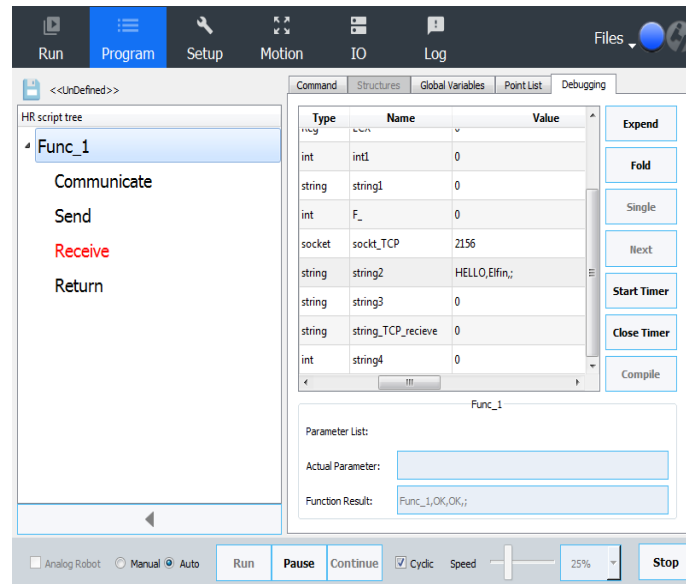 Run Program Setup Motion IO Log Files
<<UnDefined>>
Command Structures Global Variables Point List Debugging
HR script tree
Type Name Value
Expend
Func_1
int int1 0
Fold
Communicate
string string1 0
Send
int F_ 0
Single
Receive
socket sockt_TCP 2156
Next
Return
string string2 HELLO,Elfin,;
string string3 0
Start Timer
string string_TCP_recieve 0
Close Timer
int string4 0
Compile
Func_1
Parameter List:
Actual Parameter:
Function Result: Func_1,OK,OK,;
Analog Robot Manual Auto Run Pause Continue Cyclic Speed 25% Stop